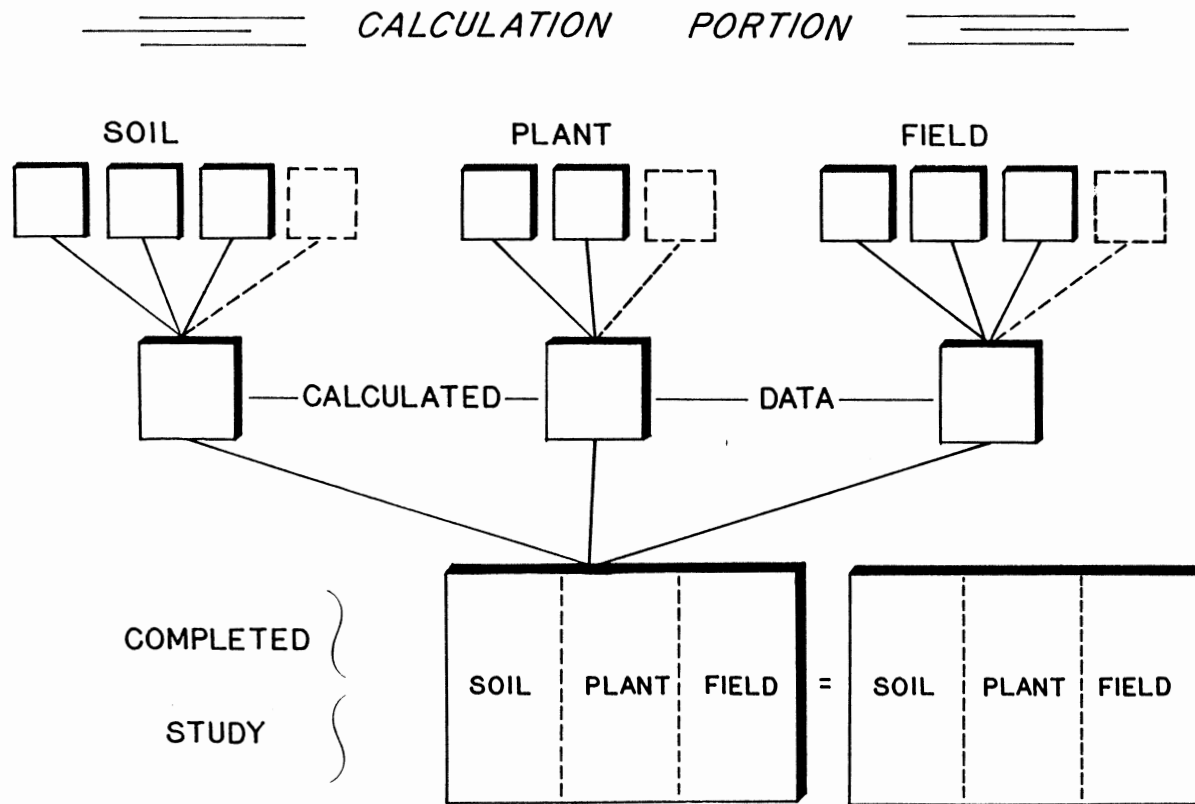 CALCULATION PORTION
SOIL PLANT FIELD
CALCULATED DATA
COMPLETED
SOIL PLANT FIELD = SOIL PLANT FIELD
STUDY